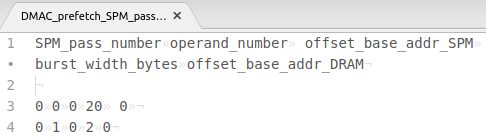 DMAC_prefetch_SPM_pass... ×
1 SPM_pass_number»operand_number» offset_base_addr_SPM»
• burst_width_bytes»offset_base_addr_DRAM¬
2 ¬
3 0»0»0»20» 0»¬
4 0»1»0»2»0¬